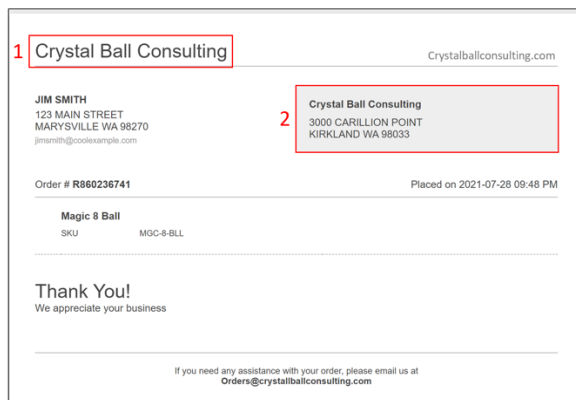 1 Crystal Ball Consulting
Crystalballconsulting.com
JIM SMITH
123 MAIN STREET
MARYSVILLE WA 98270
jimsmith@coolexample.com
2
Crystal Ball Consulting
3000 CARILLION POINT
KIRKLAND WA 98033
Order # R860236741
Placed on 2021-07-28 09:48 PM
Magic 8 Ball
SKU MGC-8-BLL
Thank You!
We appreciate your business
If you need any assistance with your order, please email us at
Orders@crystallballconsulting.com